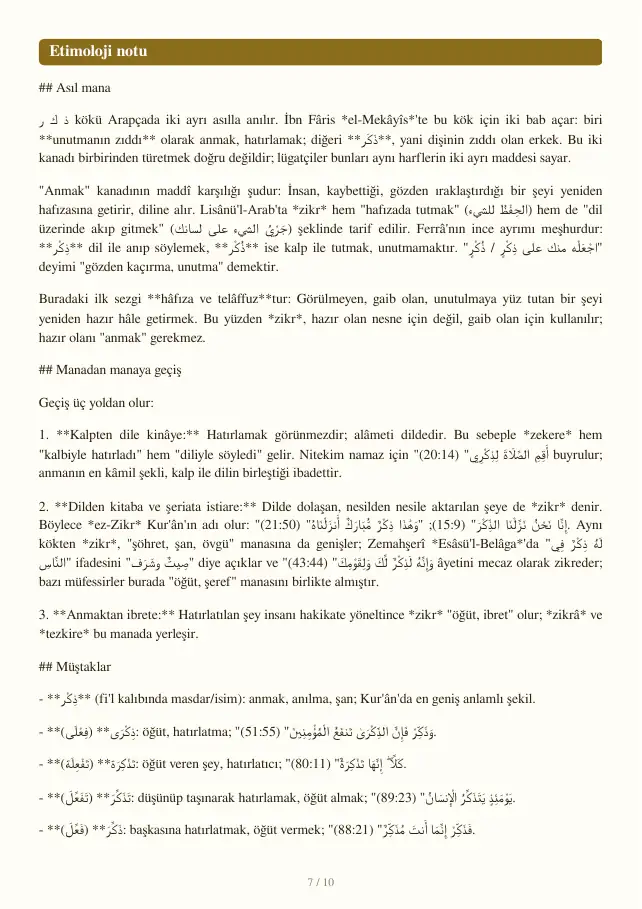 Etimoloji notu
## Asıl mana
ذ ك ر kökü Arapçada iki ayrı asılla anılır. İbn Fâris *el-Mekâyîs*'te bu kök için iki bab açar: biri
**unutmanın zıddı** olarak anmak, hatırlamak; diğeri **ذَكَر**, yani dişinin zıddı olan erkek. Bu iki
kanadı birbirinden türetmek doğru değildir; lügatçiler bunları aynı harflerin iki ayrı maddesi sayar.
"Anmak" kanadının maddî karşılığı şudur: İnsan, kaybettiği, gözden ıraklaştırdığı bir şeyi yeniden
hafızasına getirir, diline alır. Lisânü'l-Arab'ta *zikr* hem "hafızada tutmak" (الحِفْظ للشيء) hem de "dil
üzerinde akıp gitmek" (جَرْيُ الشيء على لسانك) şeklinde tarif edilir. Ferrâ'nın ince ayrımı meşhurdur:
**ذِكْر** dil ile anıp söylemek, **ذُكْر** ise kalp ile tutmak, unutmamaktır. "اجْعَلْه منك على ذِكْرٍ / ذُكْرٍ"
deyimi "gözden kaçırma, unutma" demektir.
Buradaki ilk sezgi **hâfıza ve telâffuz**tur: Görülmeyen, gaib olan, unutulmaya yüz tutan bir şeyi
yeniden hazır hâle getirmek. Bu yüzden *zikr*, hazır olan nesne için değil, gaib olan için kullanılır;
hazır olanı "anmak" gerekmez.
## Manadan manaya geçiş
Geçiş üç yoldan olur:
1. **Kalpten dile kinâye:** Hatırlamak görünmezdir; alâmeti dildedir. Bu sebeple *zekere* hem
"kalbiyle hatırladı" hem "diliyle söyledi" gelir. Nitekim namaz için "أَقِمِ الصَّلَاةَ لِذِكْرِي" (20:14) buyrulur;
anmanın en kâmil şekli, kalp ile dilin birleştiği ibadettir.
2. **Dilden kitaba ve şeriata istiare:** Dilde dolaşan, nesilden nesile aktarılan şeye de *zikr* denir.
Böylece *ez-Zikr* Kur'ân'ın adı olur: "وَهَٰذَا ذِكْرٌ مُّبَارَكٌ أَنزَلْنَاهُ" (21:50); "إِنَّا نَحْنُ نَزَّلْنَا الذِّكْرَ" (15:9). Aynı
kökten *zikr*, "şöhret, şan, övgü" manasına da genişler; Zemahşerî *Esâsü'l-Belâga*'da "لَهُ ذِكْرٌ فِي
النَّاسِ" ifadesini "صِيتٌ وشَرَف" diye açıklar ve "وَإِنَّهُ لَذِكْرٌ لَّكَ وَلِقَوْمِكَ" (43:44) âyetini mecaz olarak zikreder;
bazı müfessirler burada "öğüt, şeref" manasını birlikte almıştır.
3. **Anmaktan ibrete:** Hatırlatılan şey insanı hakikate yöneltince *zikr* "öğüt, ibret" olur; *zikrâ* ve
*tezkire* bu manada yerleşir.
## Müştaklar
- **ذِكْر** (fi'l kalıbında masdar/isim): anmak, anılma, şan; Kur'ân'da en geniş anlamlı şekil.
- **ذِكْرَى** (فِعْلَى): öğüt, hatırlatma; "وَذَكِّرْ فَإِنَّ الذِّكْرَىٰ تَنفَعُ الْمُؤْمِنِينَ" (51:55).
- **تَذْكِرَة** (تَفْعِلَة): öğüt veren şey, hatırlatıcı; "كَلَّا إِنَّهَا تَذْكِرَةٌ" (80:11).
- **تَذَكَّرَ** (تَفَعَّلَ): düşünüp taşınarak hatırlamak, öğüt almak; "يَوْمَئِذٍ يَتَذَكَّرُ الْإِنسَانُ" (89:23).
- **ذَكَّرَ** (فَعَّلَ): başkasına hatırlatmak, öğüt vermek; "فَذَكِّرْ إِنَّمَا أَنتَ مُذَكِّرٌ" (88:21).
7 / 10